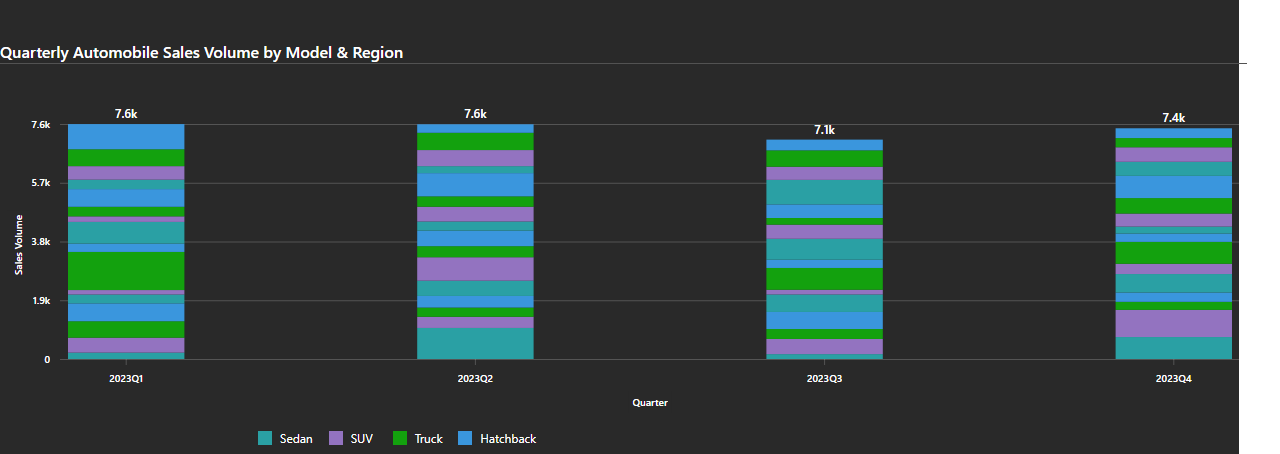 Quarterly Automobile Sales Volume by Model & Region
7.6k
7.6k
7.1k
7.4k
7.6k
5.7k
3.8k
1.9k
0
Sales Volume
2023Q1
2023Q2
2023Q3
2023Q4
Quarter
Sedan
SUV
Truck
Hatchback